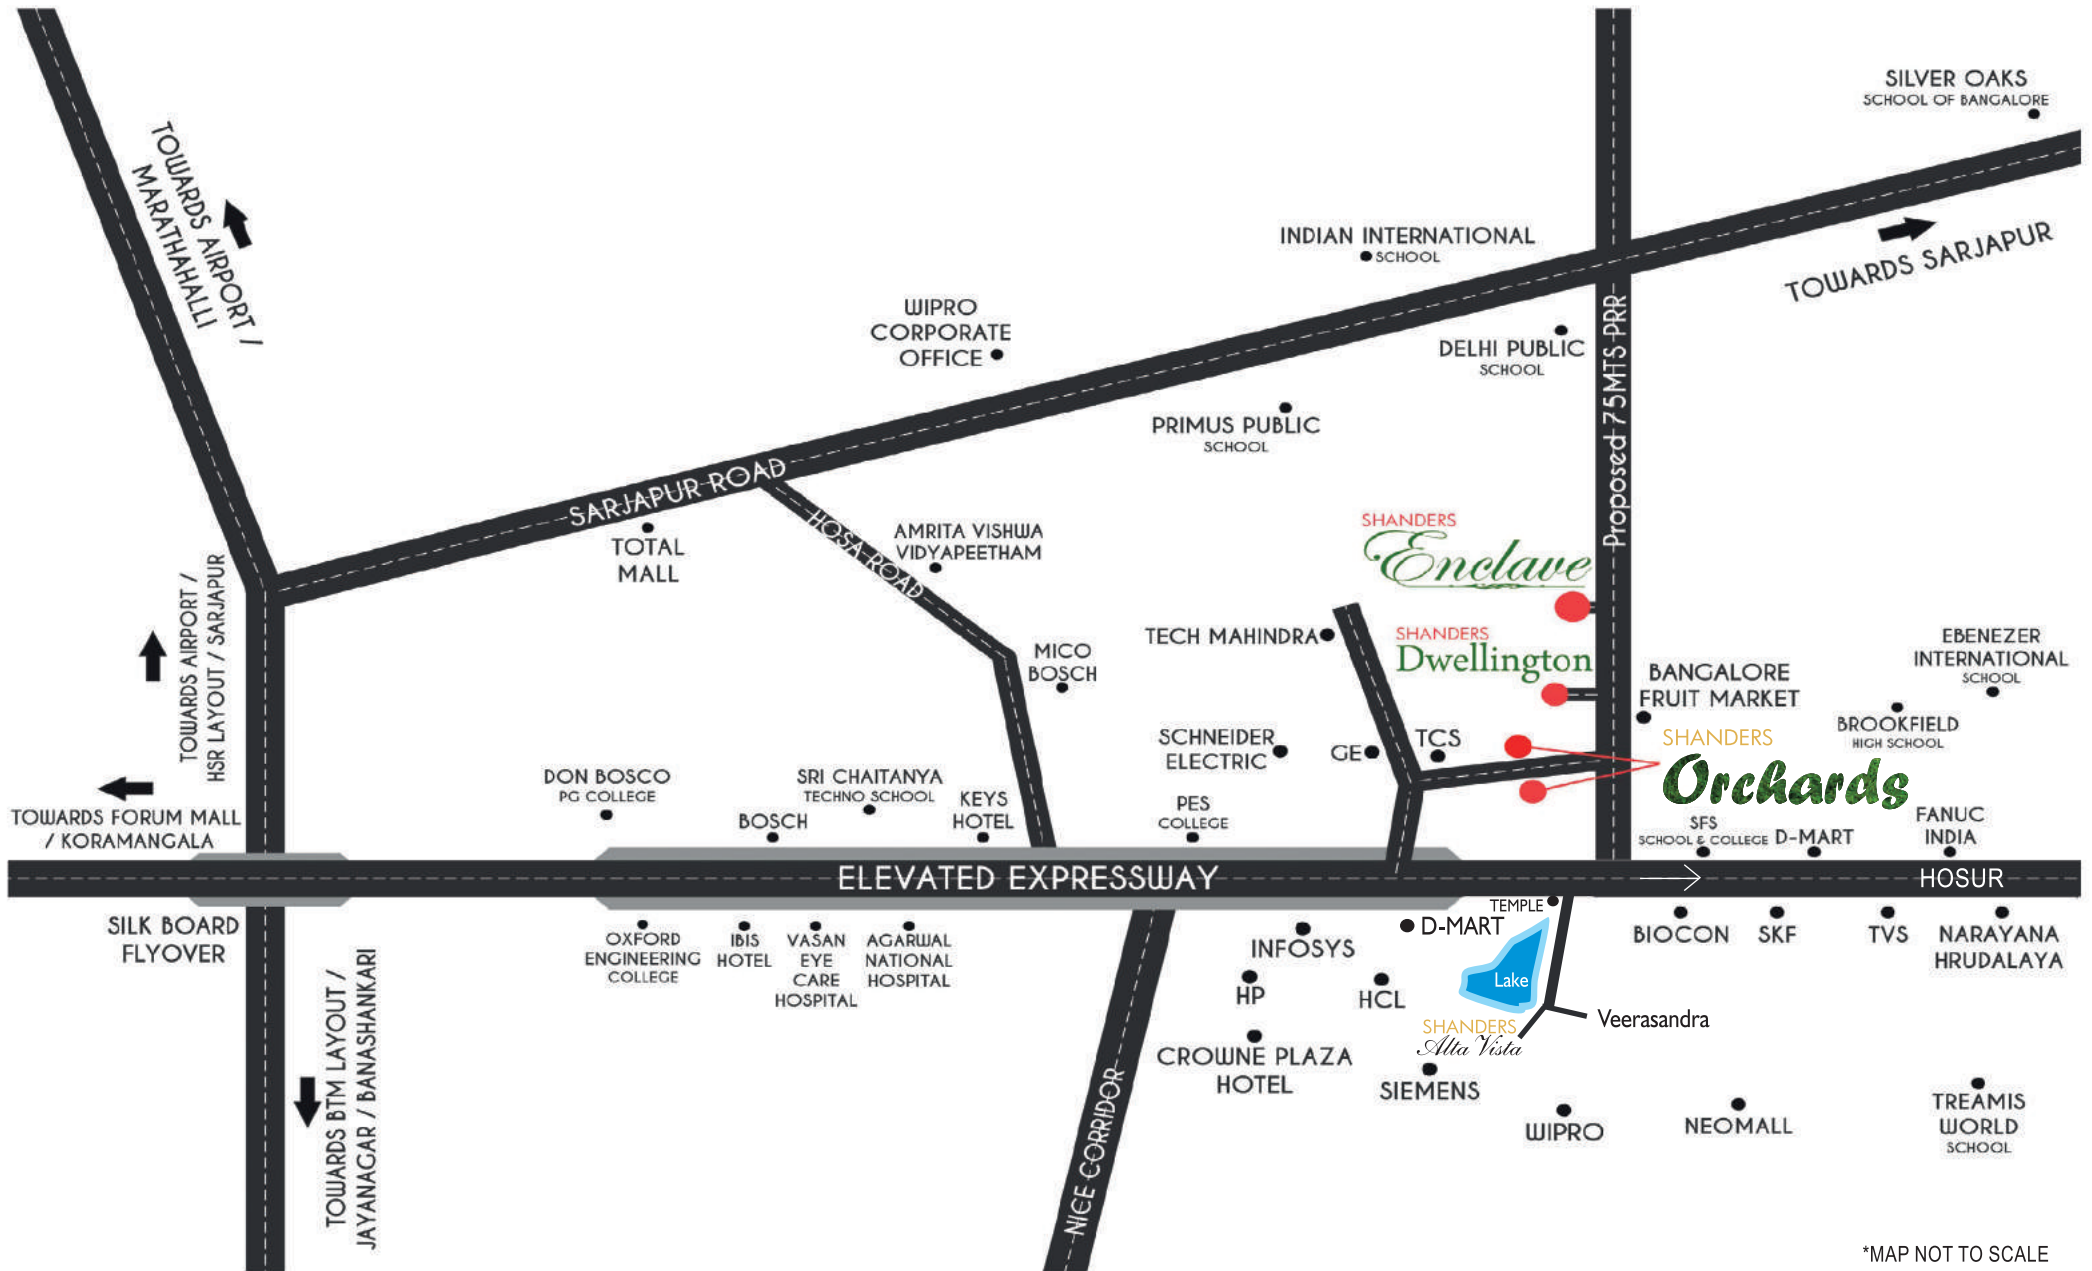 SILVER OAKS
SCHOOL OF BANGALORE
TOWARDS AIRPORT /
MARATHAHALLI
INDIAN INTERNATIONAL
SCHOOL
TOWARDS SARJAPUR
WIPRO
CORPORATE
OFFICE
DELHI PUBLIC
SCHOOL
Proposed 75MTS PRR
PRIMUS PUBLIC
SCHOOL
SARJAPUR ROAD
TOTAL
MALL
HOSA ROAD
AMRITA VISHWA
VIDYAPEETHAM
SHANDERS
Enclave
TECH MAHINDRA
SHANDERS
Dwellington
MICO
BOSCH
BANGALORE
FRUIT MARKET
EBENEZER
INTERNATIONAL
SCHOOL
BROOKFIELD
HIGH SCHOOL
TOWARDS AIRPORT /
HSR LAYOUT / SARJAPUR
SCHNEIDER
ELECTRIC
GE
TCS
SHANDERS
Orchards
TOWARDS FORUM MALL
/ KORAMANGALA
DON BOSCO
PG COLLEGE
BOSCH
SRI CHAITANYA
TECHNO SCHOOL
KEYS
HOTEL
PES
COLLEGE
SFS
SCHOOL & COLLEGE
D-MART
FANUC
INDIA
ELEVATED EXPRESSWAY
HOSUR
SILK BOARD
FLYOVER
OXFORD
ENGINEERING
COLLEGE
IBIS
HOTEL
VASAN
EYE
CARE
HOSPITAL
AGARWAL
NATIONAL
HOSPITAL
INFOSYS
D-MART
TEMPLE
BIOCON
SKF
TVS
NARAYANA
HRUDALAYA
HP
HCL
Lake
Veerasandra
SHANDERS
Alta Vista
CROWNE PLAZA
HOTEL
SIEMENS
WIPRO
NEOMALL
TREAMIS
WORLD
SCHOOL
TOWARDS BTM LAYOUT /
JAYANAGAR / BANASHANKARI
NICE CORRIDOR
*MAP NOT TO SCALE